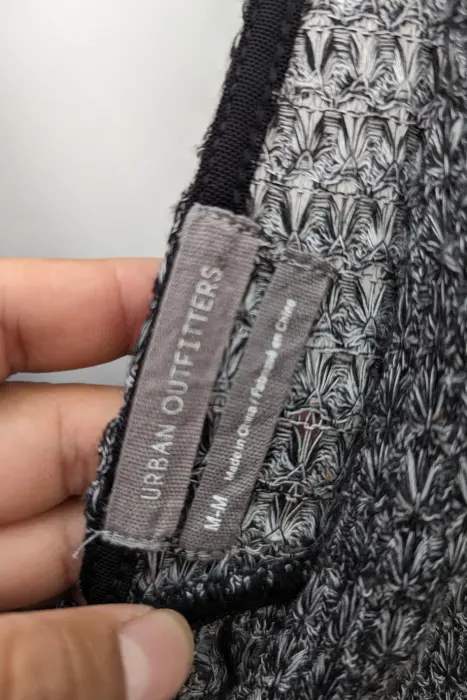 URBAN OUTFITTERS
M-M Made in China / Fabriqué en Chine